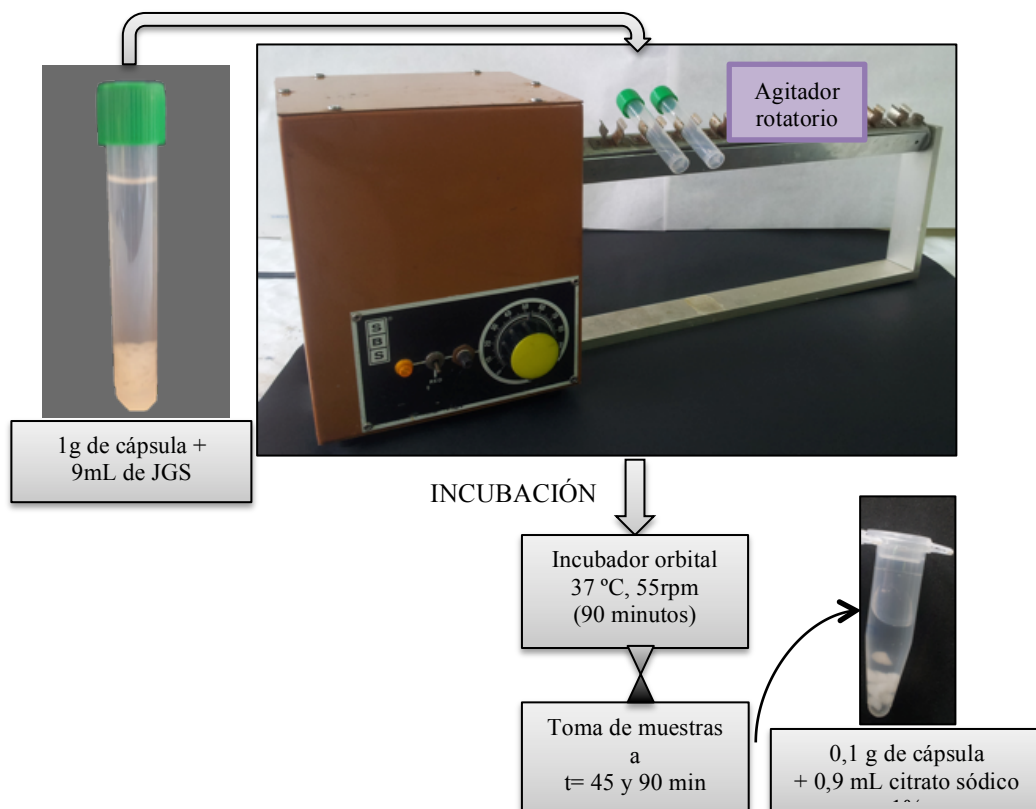 Agitador
rotatorio
SBS
1g de cápsula +
9mL de JGS
INCUBACIÓN
Incubador orbital
37 ºC, 55rpm
(90 minutos)
Toma de muestras
a
t= 45 y 90 min
0,1 g de cápsula
+ 0,9 mL citrato sódico